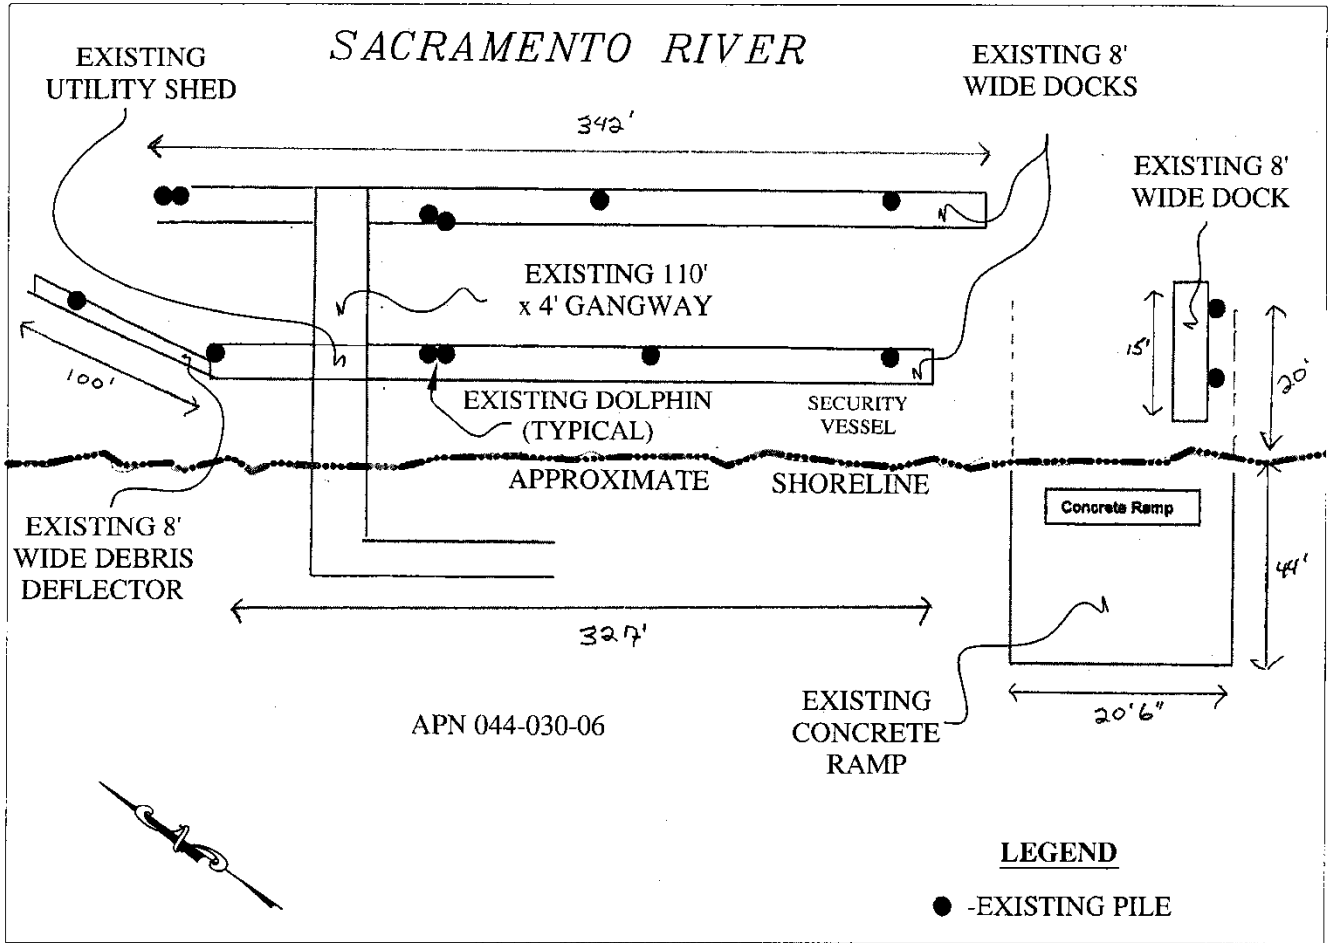 SACRAMENTO RIVER
EXISTING
UTILITY SHED
EXISTING 8'
WIDE DOCKS
342'
EXISTING 8'
WIDE DOCK
EXISTING 110'
x 4' GANGWAY
15'
20'
100'
EXISTING DOLPHIN
(TYPICAL)
SECURITY
VESSEL
APPROXIMATE SHORELINE
Concrete Ramp
EXISTING 8'
WIDE DEBRIS
DEFLECTOR
44'
327'
20'6"
EXISTING
CONCRETE
RAMP
APN 044-030-06
LEGEND
-EXISTING PILE